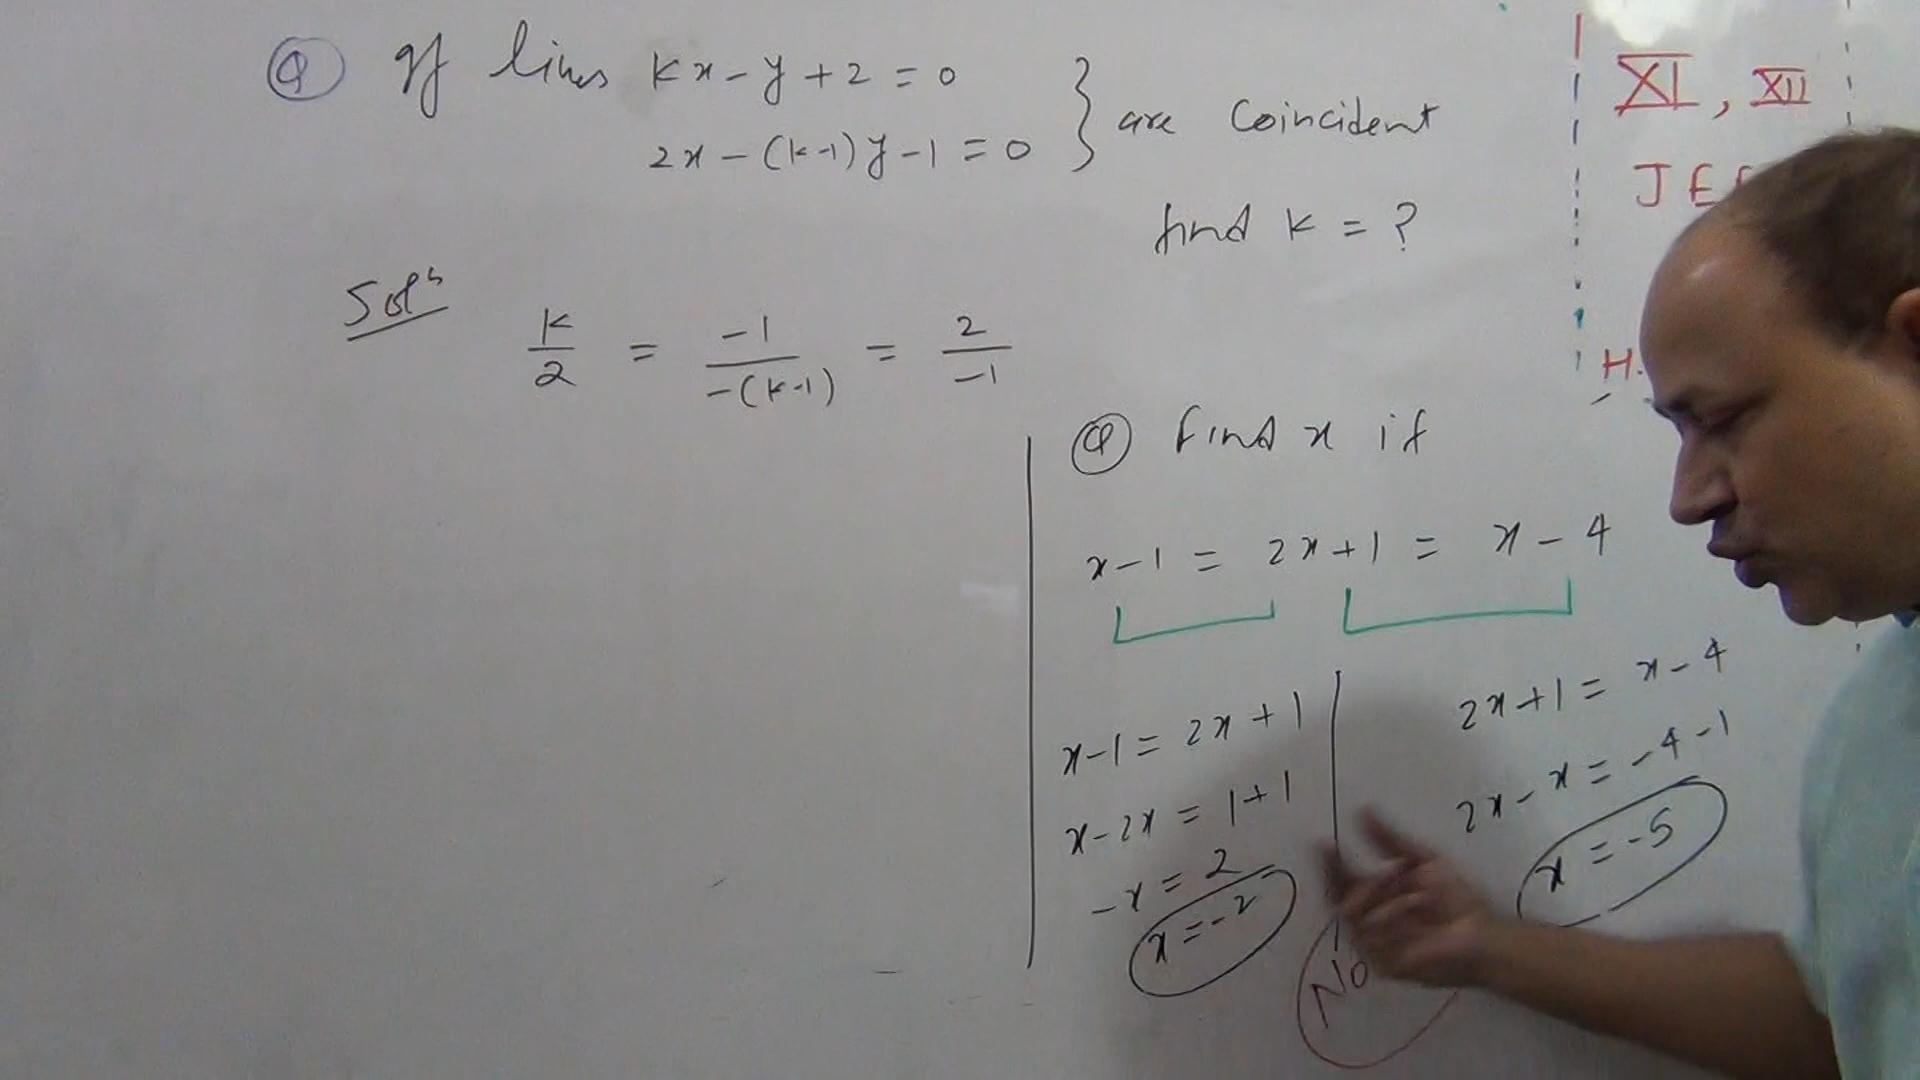 Q If lines kx - y + 2 = 0
2x - (k-1)y - 1 = 0 } are Coincident
find k = ?
Solⁿ
k/2 = -1/-(k-1) = 2/-1
Q find x if
x-1 = 2x+1 = x-4
x-1 = 2x+1
x-2x = 1+1
-x = 2
x = -2
2x+1 = x-4
2x-x = -4-1
x = -5
No
XI, XII
H.